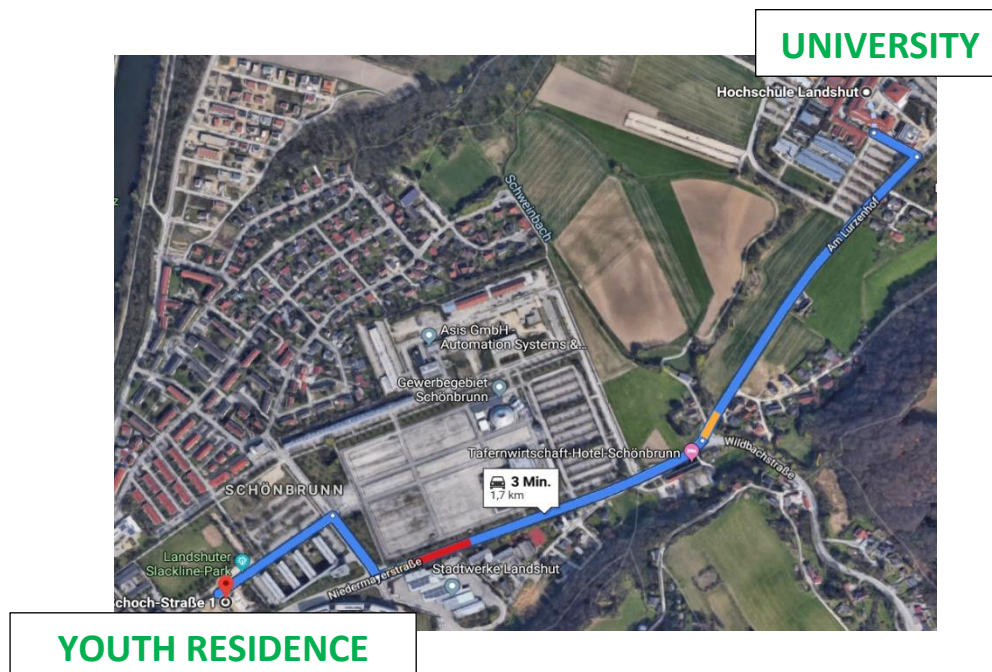 UNIVERSITY
Hochschule Landshut
Schweinbach
Am Lurzenhof
Asis GmbH -
Automation Systems &...
Gewerbegebiet
Schönbrunn
Tafernwirtschaft-Hotel-Schönbrunn
Wildbachstraße
3 Min.
1,7 km
SCHÖNBRUNN
Landshuter
Slackline-Park
Niedermayerstraße
Stadtwerke Landshut
Schoch-Straße 1
YOUTH RESIDENCE